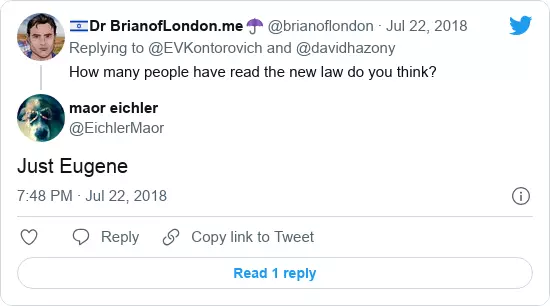 🇮🇱Dr BrianofLondon.me☂️ @brianoflondon · Jul 22, 2018
Replying to @EVKontorovich and @davidhazony
How many people have read the new law do you think?
maor eichler
@EichlerMaor
Just Eugene
7:48 PM · Jul 22, 2018
Reply Copy link to Tweet
Read 1 reply